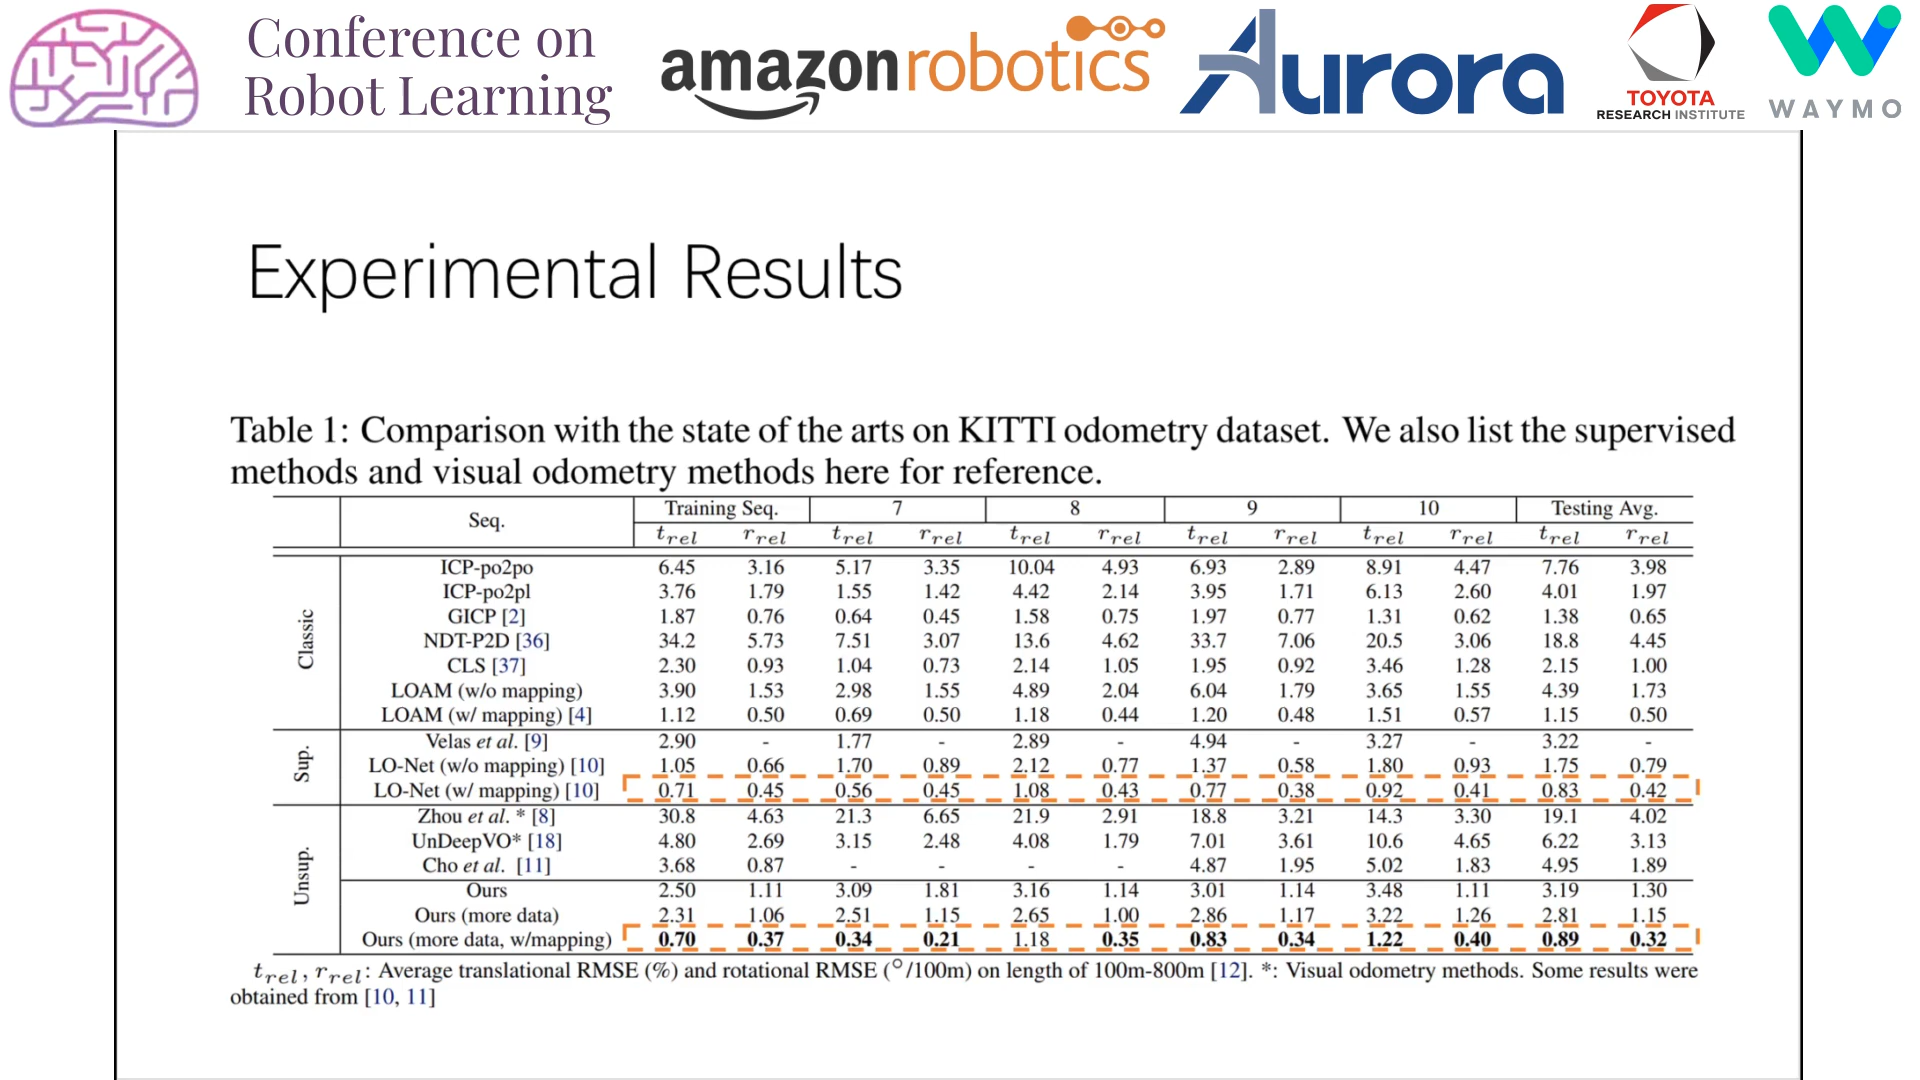 Conference on
Robot Learning
amazon robotics
Aurora
TOYOTA
RESEARCH INSTITUTE
WAYMO
Experimental Results
Table 1: Comparison with the state of the arts on KITTI odometry dataset. We also list the supervised
methods and visual odometry methods here for reference.
Seq. Training Seq. 7 8 9 10 Testing Avg.
t_rel r_rel t_rel r_rel t_rel r_rel t_rel r_rel t_rel r_rel t_rel r_rel
Classic
ICP-po2po 6.45 3.16 5.17 3.35 10.04 4.93 6.93 2.89 8.91 4.47 7.76 3.98
ICP-po2pl 3.76 1.79 1.55 1.42 4.42 2.14 3.95 1.71 6.13 2.60 4.01 1.97
GICP [2] 1.87 0.76 0.64 0.45 1.58 0.75 1.97 0.77 1.31 0.62 1.38 0.65
NDT-P2D [36] 34.2 5.73 7.51 3.07 13.6 4.62 33.7 7.06 20.5 3.06 18.8 4.45
CLS [37] 2.30 0.93 1.04 0.73 2.14 1.05 1.95 0.92 3.46 1.28 2.15 1.00
LOAM (w/o mapping) 3.90 1.53 2.98 1.55 4.89 2.04 6.04 1.79 3.65 1.55 4.39 1.73
LOAM (w/ mapping) [4] 1.12 0.50 0.69 0.50 1.18 0.44 1.20 0.48 1.51 0.57 1.15 0.50
Sup.
Velas et al. [9] 2.90 - 1.77 - 2.89 - 4.94 - 3.27 - 3.22 -
LO-Net (w/o mapping) [10] 1.05 0.66 1.70 0.89 2.12 0.77 1.37 0.58 1.80 0.93 1.75 0.79
LO-Net (w/ mapping) [10] 0.71 0.45 0.56 0.45 1.08 0.43 0.77 0.38 0.92 0.41 0.83 0.42
Unsup.
Zhou et al. * [8] 30.8 4.63 21.3 6.65 21.9 2.91 18.8 3.21 14.3 3.30 19.1 4.02
UnDeepVO* [18] 4.80 2.69 3.15 2.48 4.08 1.79 7.01 3.61 10.6 4.65 6.22 3.13
Cho et al. [11] 3.68 0.87 - - - - 4.87 1.95 5.02 1.83 4.95 1.89
Ours 2.50 1.11 3.09 1.81 3.16 1.14 3.01 1.14 3.48 1.11 3.19 1.30
Ours (more data) 2.31 1.06 2.51 1.15 2.65 1.00 2.86 1.17 3.22 1.26 2.81 1.15
Ours (more data, w/mapping) 0.70 0.37 0.34 0.21 1.18 0.35 0.83 0.34 1.22 0.40 0.89 0.32
t_rel, r_rel: Average translational RMSE (%) and rotational RMSE (°/100m) on length of 100m-800m [12]. *: Visual odometry methods. Some results were
obtained from [10, 11]